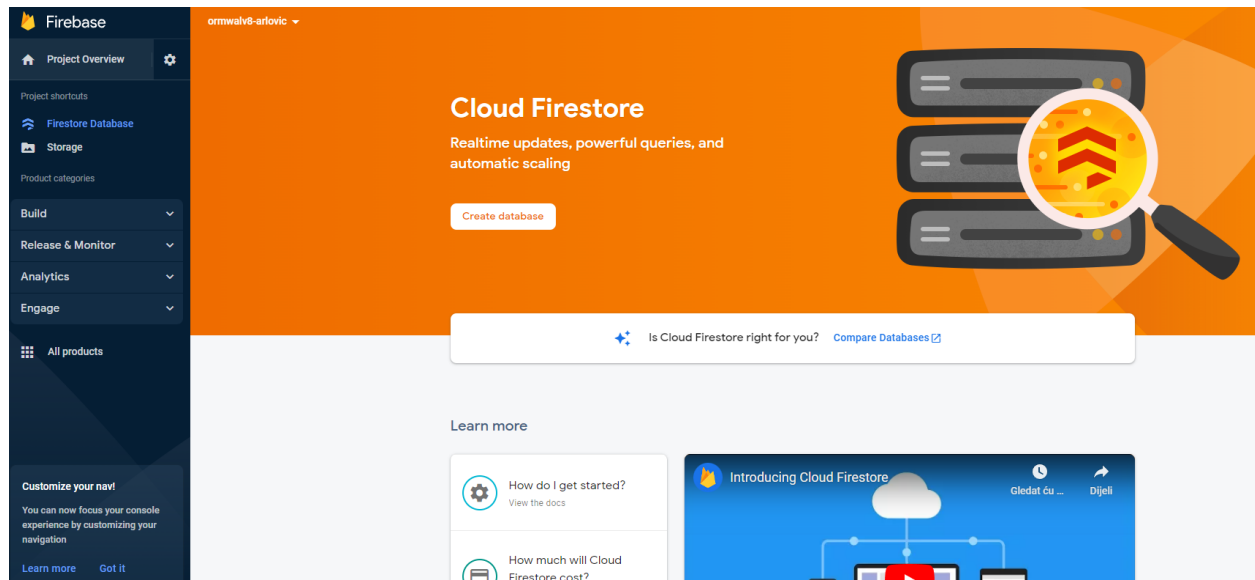 Firebase
ormwalv8-arlovic
Project Overview
Project shortcuts
Firestore Database
Storage
Product categories
Build
Release & Monitor
Analytics
Engage
All products
Customize your nav!
You can now focus your console
experience by customizing your
navigation
Learn more Got it
Cloud Firestore
Realtime updates, powerful queries, and
automatic scaling
Create database
Is Cloud Firestore right for you? Compare Databases
Learn more
How do I get started?
View the docs
How much will Cloud
Firestore cost?
Introducing Cloud Firestore
Gledat ću ...
Dijeli